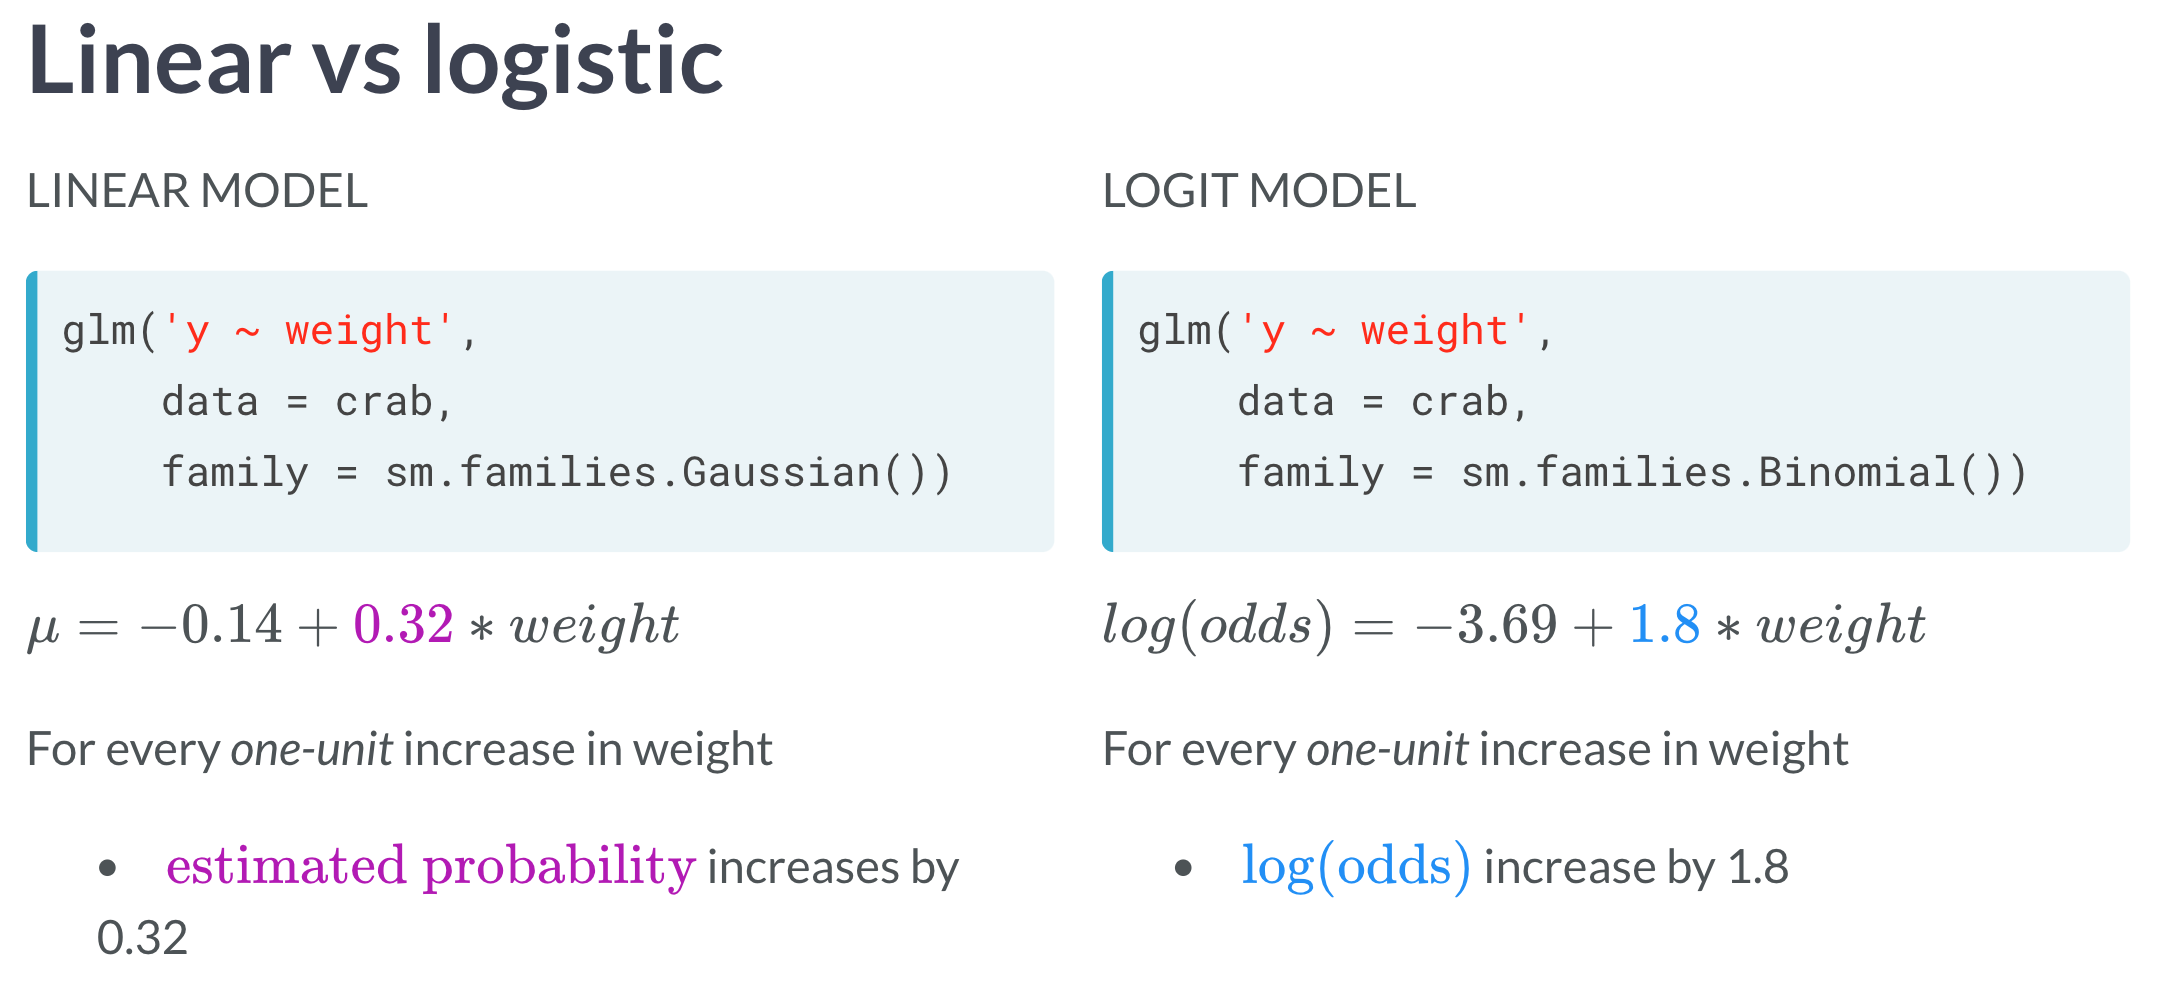 Linear vs logistic
LINEAR MODEL
glm('y ~ weight',
data = crab,
family = sm.families.Gaussian())
μ = −0.14 + 0.32 ∗ weight
For every one-unit increase in weight
• estimated probability increases by
0.32
LOGIT MODEL
glm('y ~ weight',
data = crab,
family = sm.families.Binomial())
log(odds) = −3.69 + 1.8 ∗ weight
For every one-unit increase in weight
• log(odds) increase by 1.8